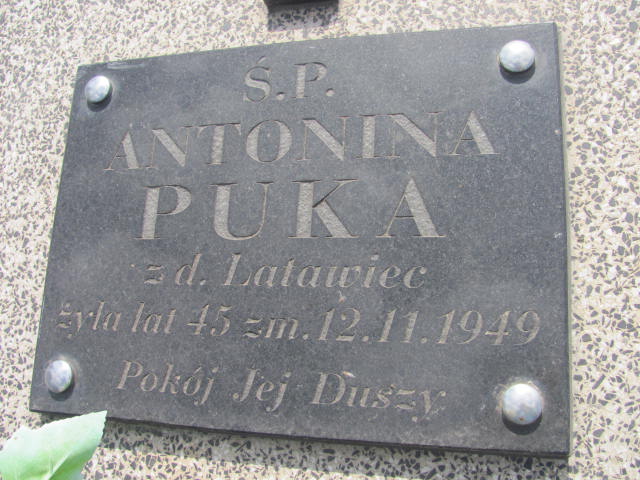 Ś.P.
ANTONINA
PUKA
z d. Latawiec
żyła lat 45 zm. 12.11.1949
Pokój Jej Duszy